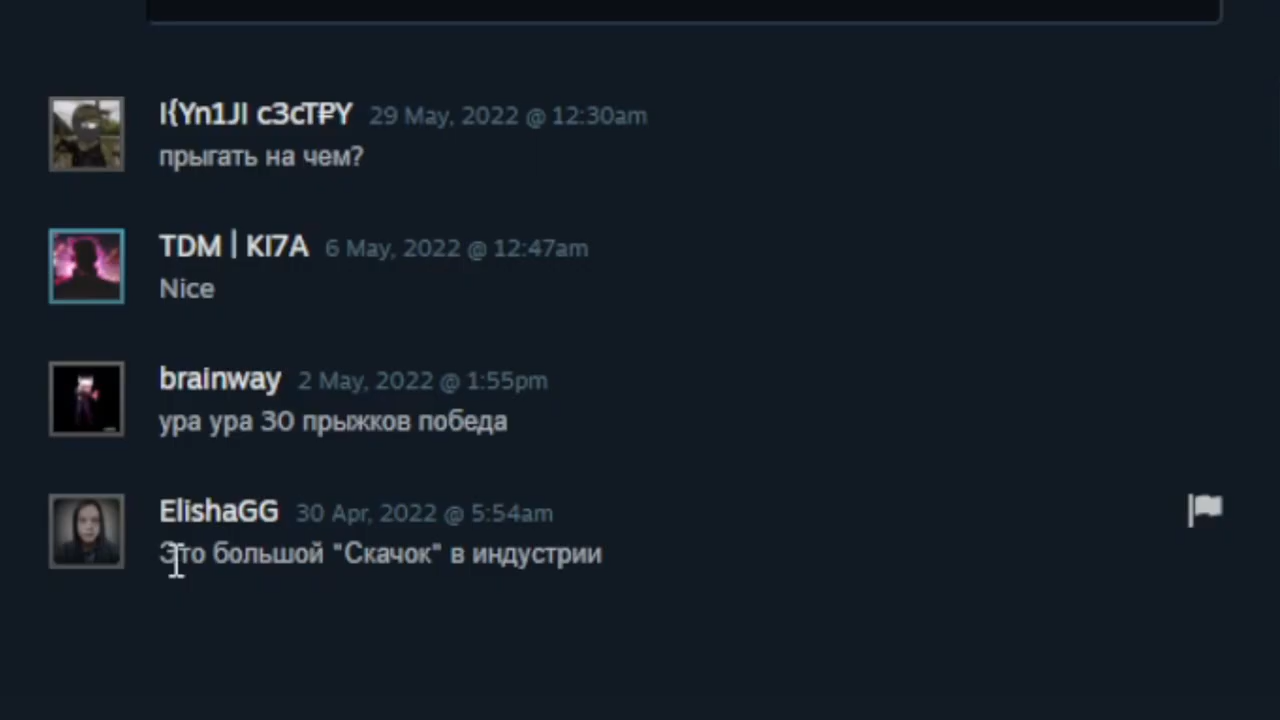 I{Yn1JI c3cTҎY 29 May, 2022 @ 12:30am
прыгать на чем?
TDM | KI7A 6 May, 2022 @ 12:47am
Nice
brainway 2 May, 2022 @ 1:55pm
ура ура 30 прыжков победа
ElishaGG 30 Apr, 2022 @ 5:54am
Это большой "Скачок" в индустрии